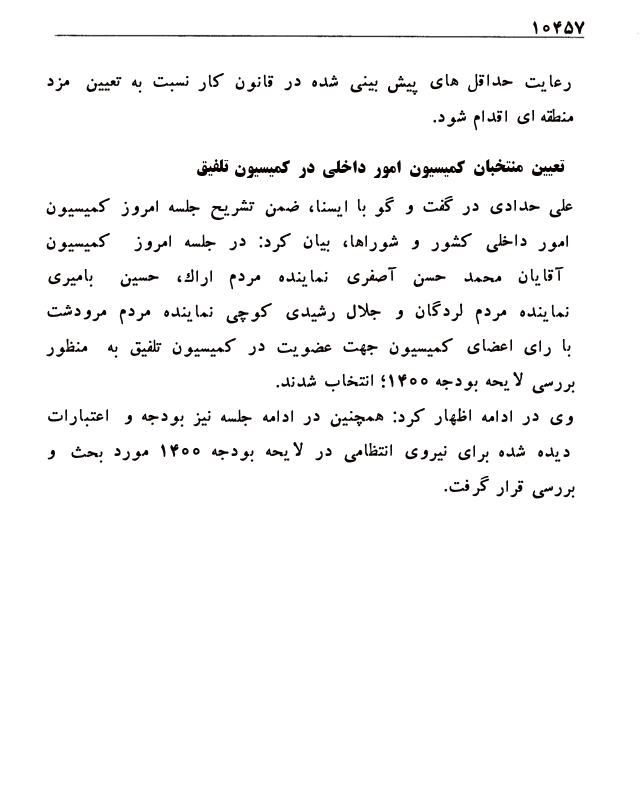 ۱۰۴۵۷
رعایت حداقل های پیش بینی شده در قانون کار نسبت به تعیین مزد
منطقه ای اقدام شود.
تعیین منتخبان کمیسیون امور داخلی در کمیسیون تلفیق
علی حدادی در گفت و گو با ایسنا، ضمن تشریح جلسه امروز کمیسیون
امور داخلی کشور و شوراها، بیان کرد: در جلسه امروز کمیسیون
آقایان محمد حسن آصفری نماینده مردم اراك، حسین بامیری
نماینده مردم لردگان و جلال رشیدی کوچی نماینده مردم مرودشت
با رای اعضای کمیسیون جهت عضویت در کمیسیون تلفیق به منظور
بررسی لایحه بودجه ۱۴۰۰؛ انتخاب شدند.
وی در ادامه اظهار کرد: همچنین در ادامه جلسه نیز بودجه و اعتبارات
دیده شده برای نیروی انتظامی در لایحه بودجه ۱۴۰۰ مورد بحث و
بررسی قرار گرفت.